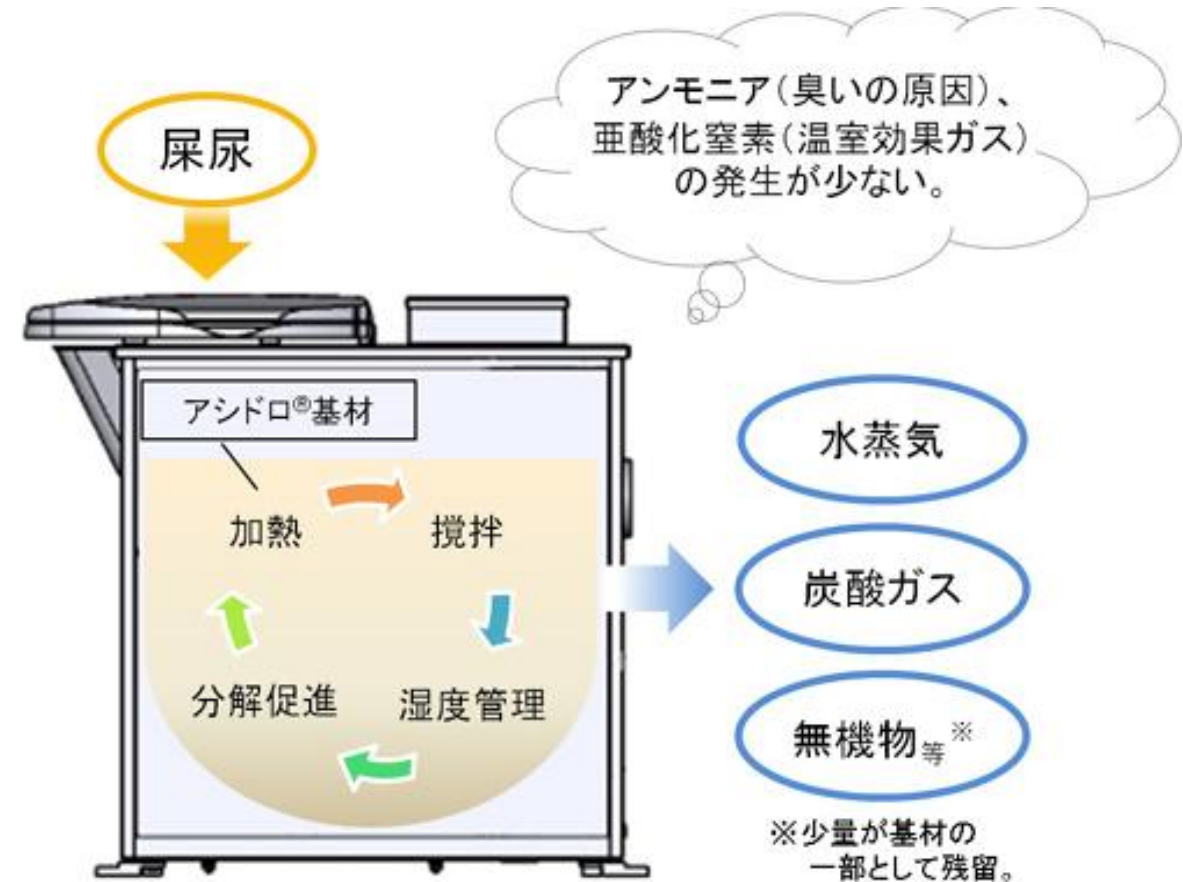 アンモニア(臭いの原因)、
亜酸化窒素(温室効果ガス)
の発生が少ない。
屎尿
アシドロ®基材
加熱
撹拌
湿度管理
分解促進
水蒸気
炭酸ガス
無機物等※
※少量が基材の
一部として残留。